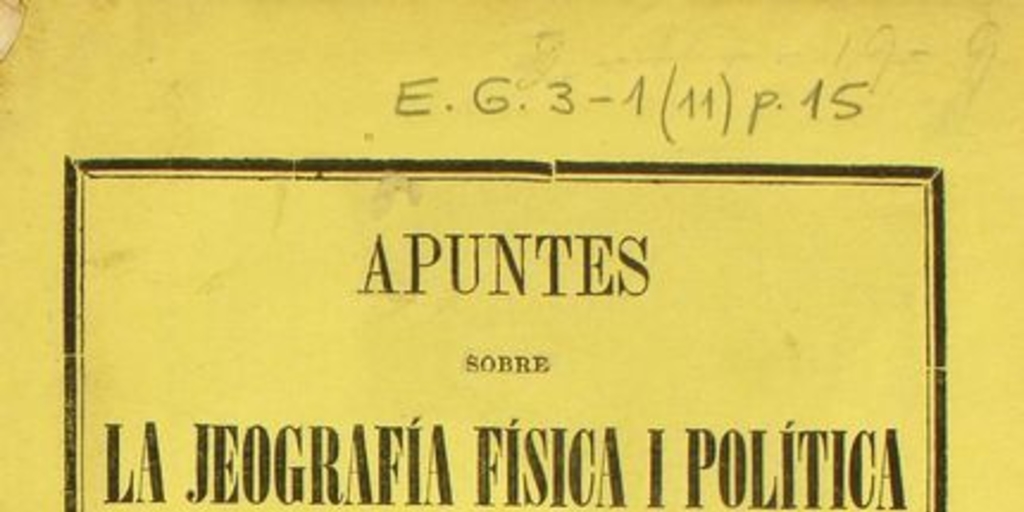 E. G. 3-1 (11) p. 15
APUNTES
SOBRE
LA JEOGRAFÍA FÍSICA I POLÍTICA